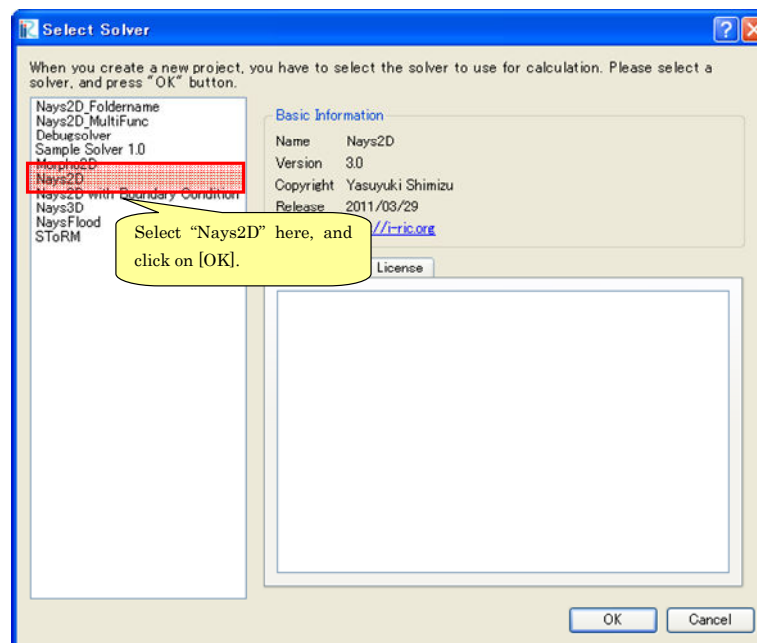 Select Solver
When you create a new project, you have to select the solver to use for calculation. Please select a
solver, and press "OK" button.
Nays2D_Foldername
Nays2D_MultiFunc
Debugsolver
Sample Solver 1.0
Morpho2D
Nays2D
Nays2D with Boundary Condition
Nays3D
NaysFlood
SToRM
Basic Information
Name Nays2D
Version 3.0
Copyright Yasuyuki Shimizu
Release 2011/03/29
//i-ric.org
License
Select “Nays2D” here, and
click on [OK].
OK Cancel